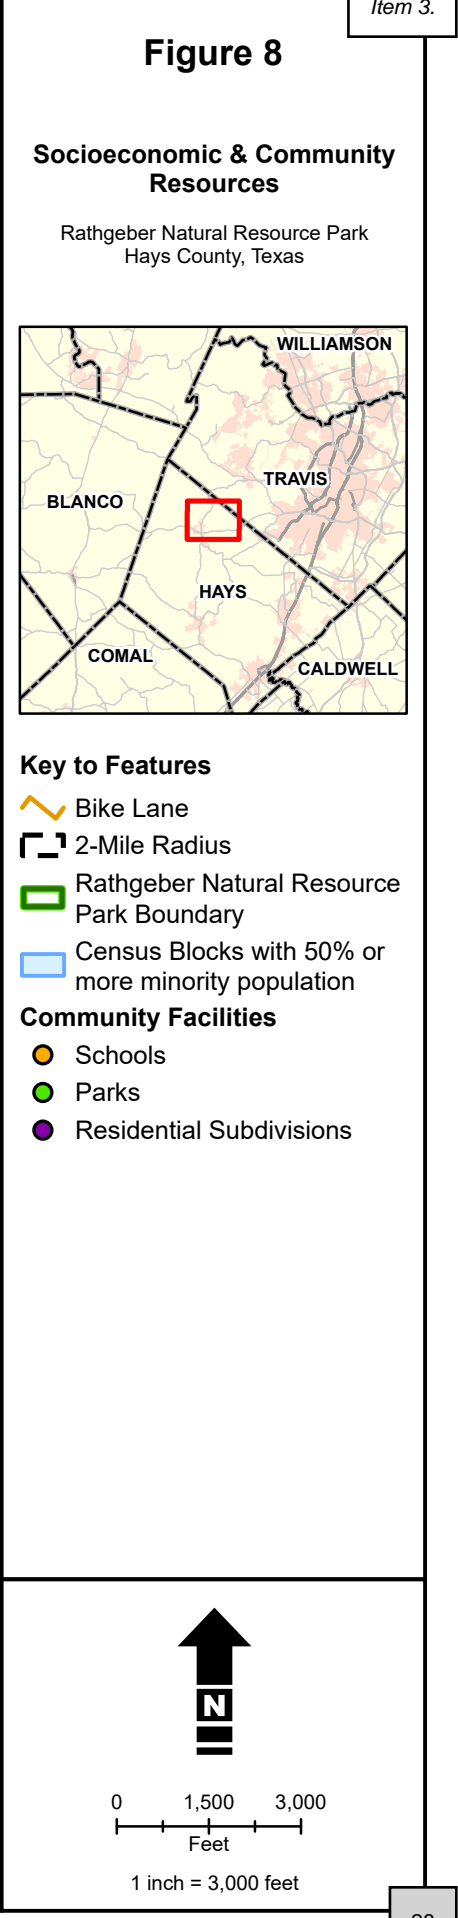 Item 3.
Figure 8
Socioeconomic & Community
Resources
Rathgeber Natural Resource Park
Hays County, Texas
WILLIAMSON
TRAVIS
BLANCO
HAYS
COMAL
CALDWELL
Key to Features
Bike Lane
2-Mile Radius
Rathgeber Natural Resource
Park Boundary
Census Blocks with 50% or
more minority population
Community Facilities
Schools
Parks
Residential Subdivisions
N
0 1,500 3,000
Feet
1 inch = 3,000 feet